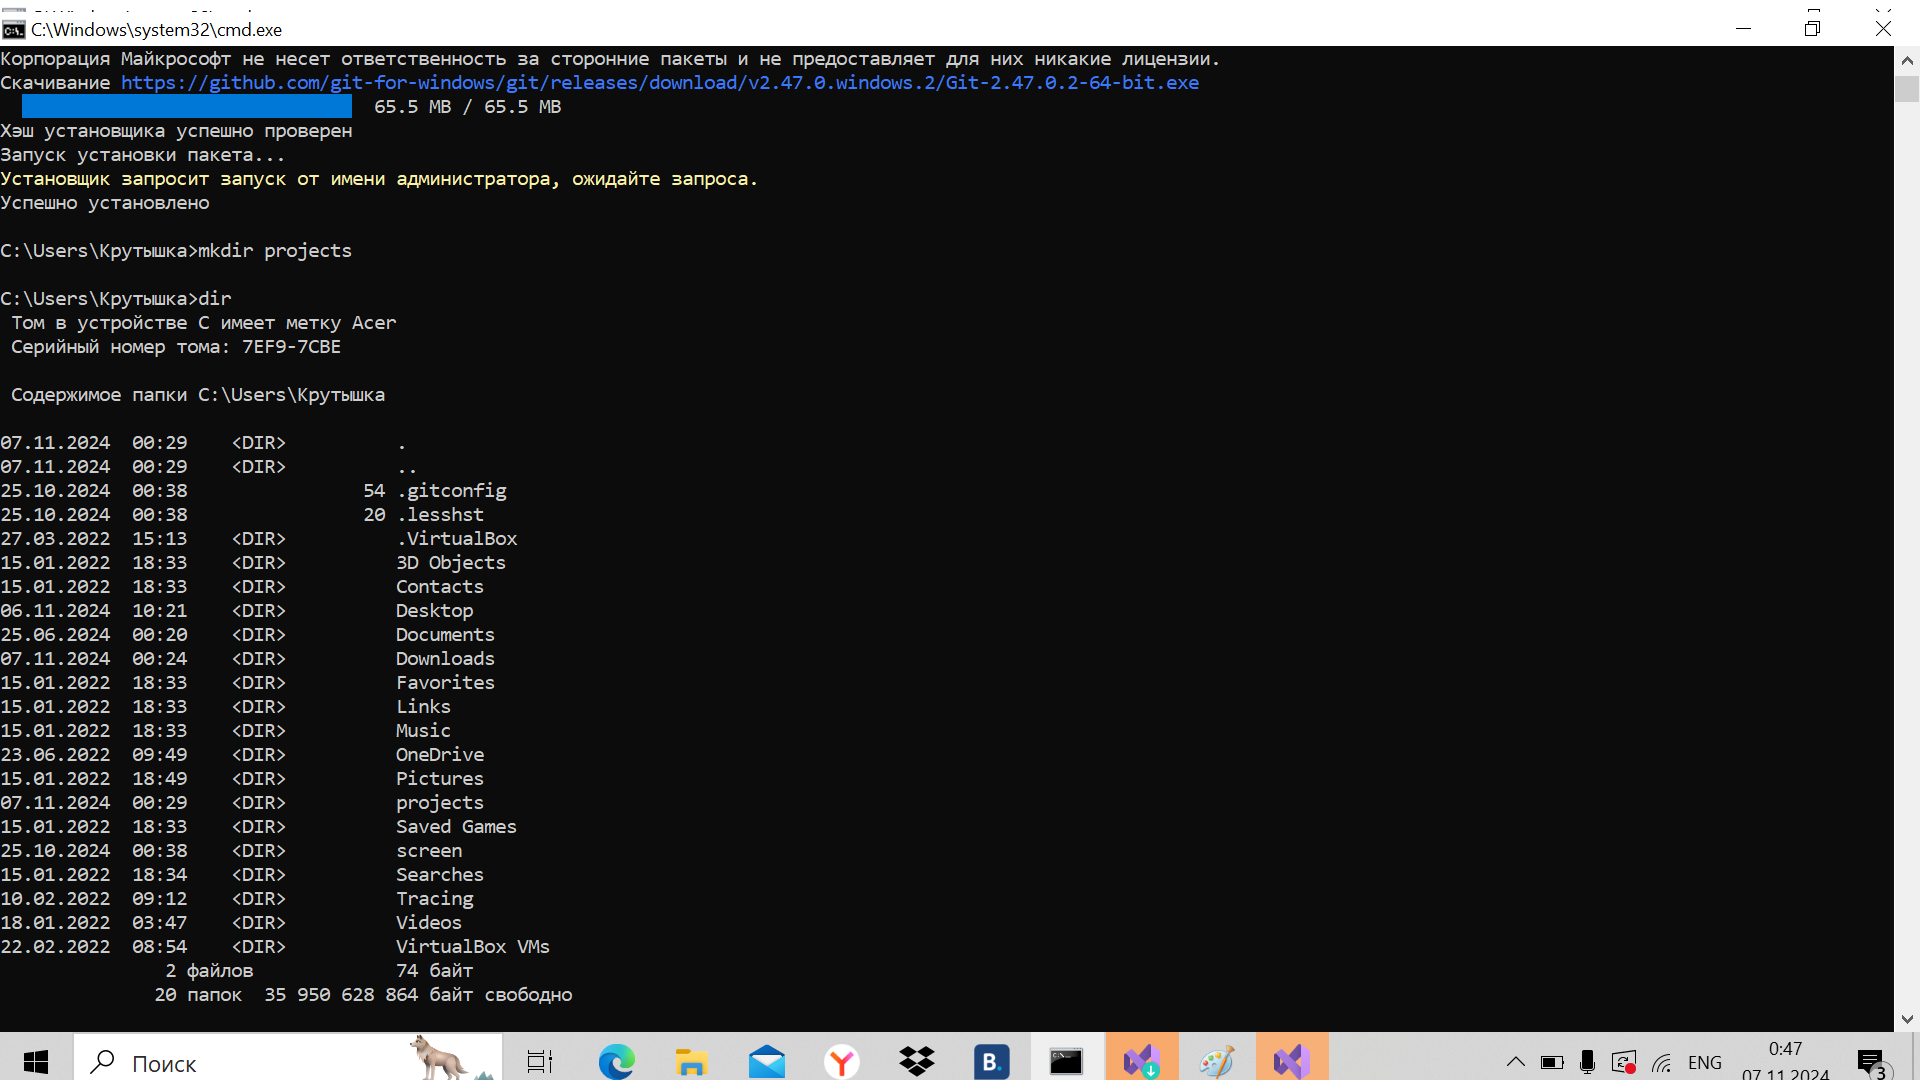 C:\Windows\system32\cmd.exe
Корпорация Майкрософт не несет ответственность за сторонние пакеты и не предоставляет для них никакие лицензии.
Скачивание https://github.com/git-for-windows/git/releases/download/v2.47.0.windows.2/Git-2.47.0.2-64-bit.exe
65.5 MB / 65.5 MB
Хэш установщика успешно проверен
Запуск установки пакета...
Установщик запросит запуск от имени администратора, ожидайте запроса.
Успешно установлено
C:\Users\Крутышка>mkdir projects
C:\Users\Крутышка>dir
Том в устройстве C имеет метку Acer
Серийный номер тома: 7EF9-7CBE
Содержимое папки C:\Users\Крутышка
07.11.2024 00:29 <DIR> .
07.11.2024 00:29 <DIR> ..
25.10.2024 00:38 54 .gitconfig
25.10.2024 00:38 20 .lesshst
27.03.2022 15:13 <DIR> .VirtualBox
15.01.2022 18:33 <DIR> 3D Objects
15.01.2022 18:33 <DIR> Contacts
06.11.2024 10:21 <DIR> Desktop
25.06.2024 00:20 <DIR> Documents
07.11.2024 00:24 <DIR> Downloads
15.01.2022 18:33 <DIR> Favorites
15.01.2022 18:33 <DIR> Links
15.01.2022 18:33 <DIR> Music
23.06.2022 09:49 <DIR> OneDrive
15.01.2022 18:49 <DIR> Pictures
07.11.2024 00:29 <DIR> projects
15.01.2022 18:33 <DIR> Saved Games
25.10.2024 00:38 <DIR> screen
15.01.2022 18:34 <DIR> Searches
10.02.2022 09:12 <DIR> Tracing
18.01.2022 03:47 <DIR> Videos
22.02.2022 08:54 <DIR> VirtualBox VMs
2 файлов 74 байт
20 папок 35 950 628 864 байт свободно
Поиск
B.
ENG
0:47
07.11.2024
3